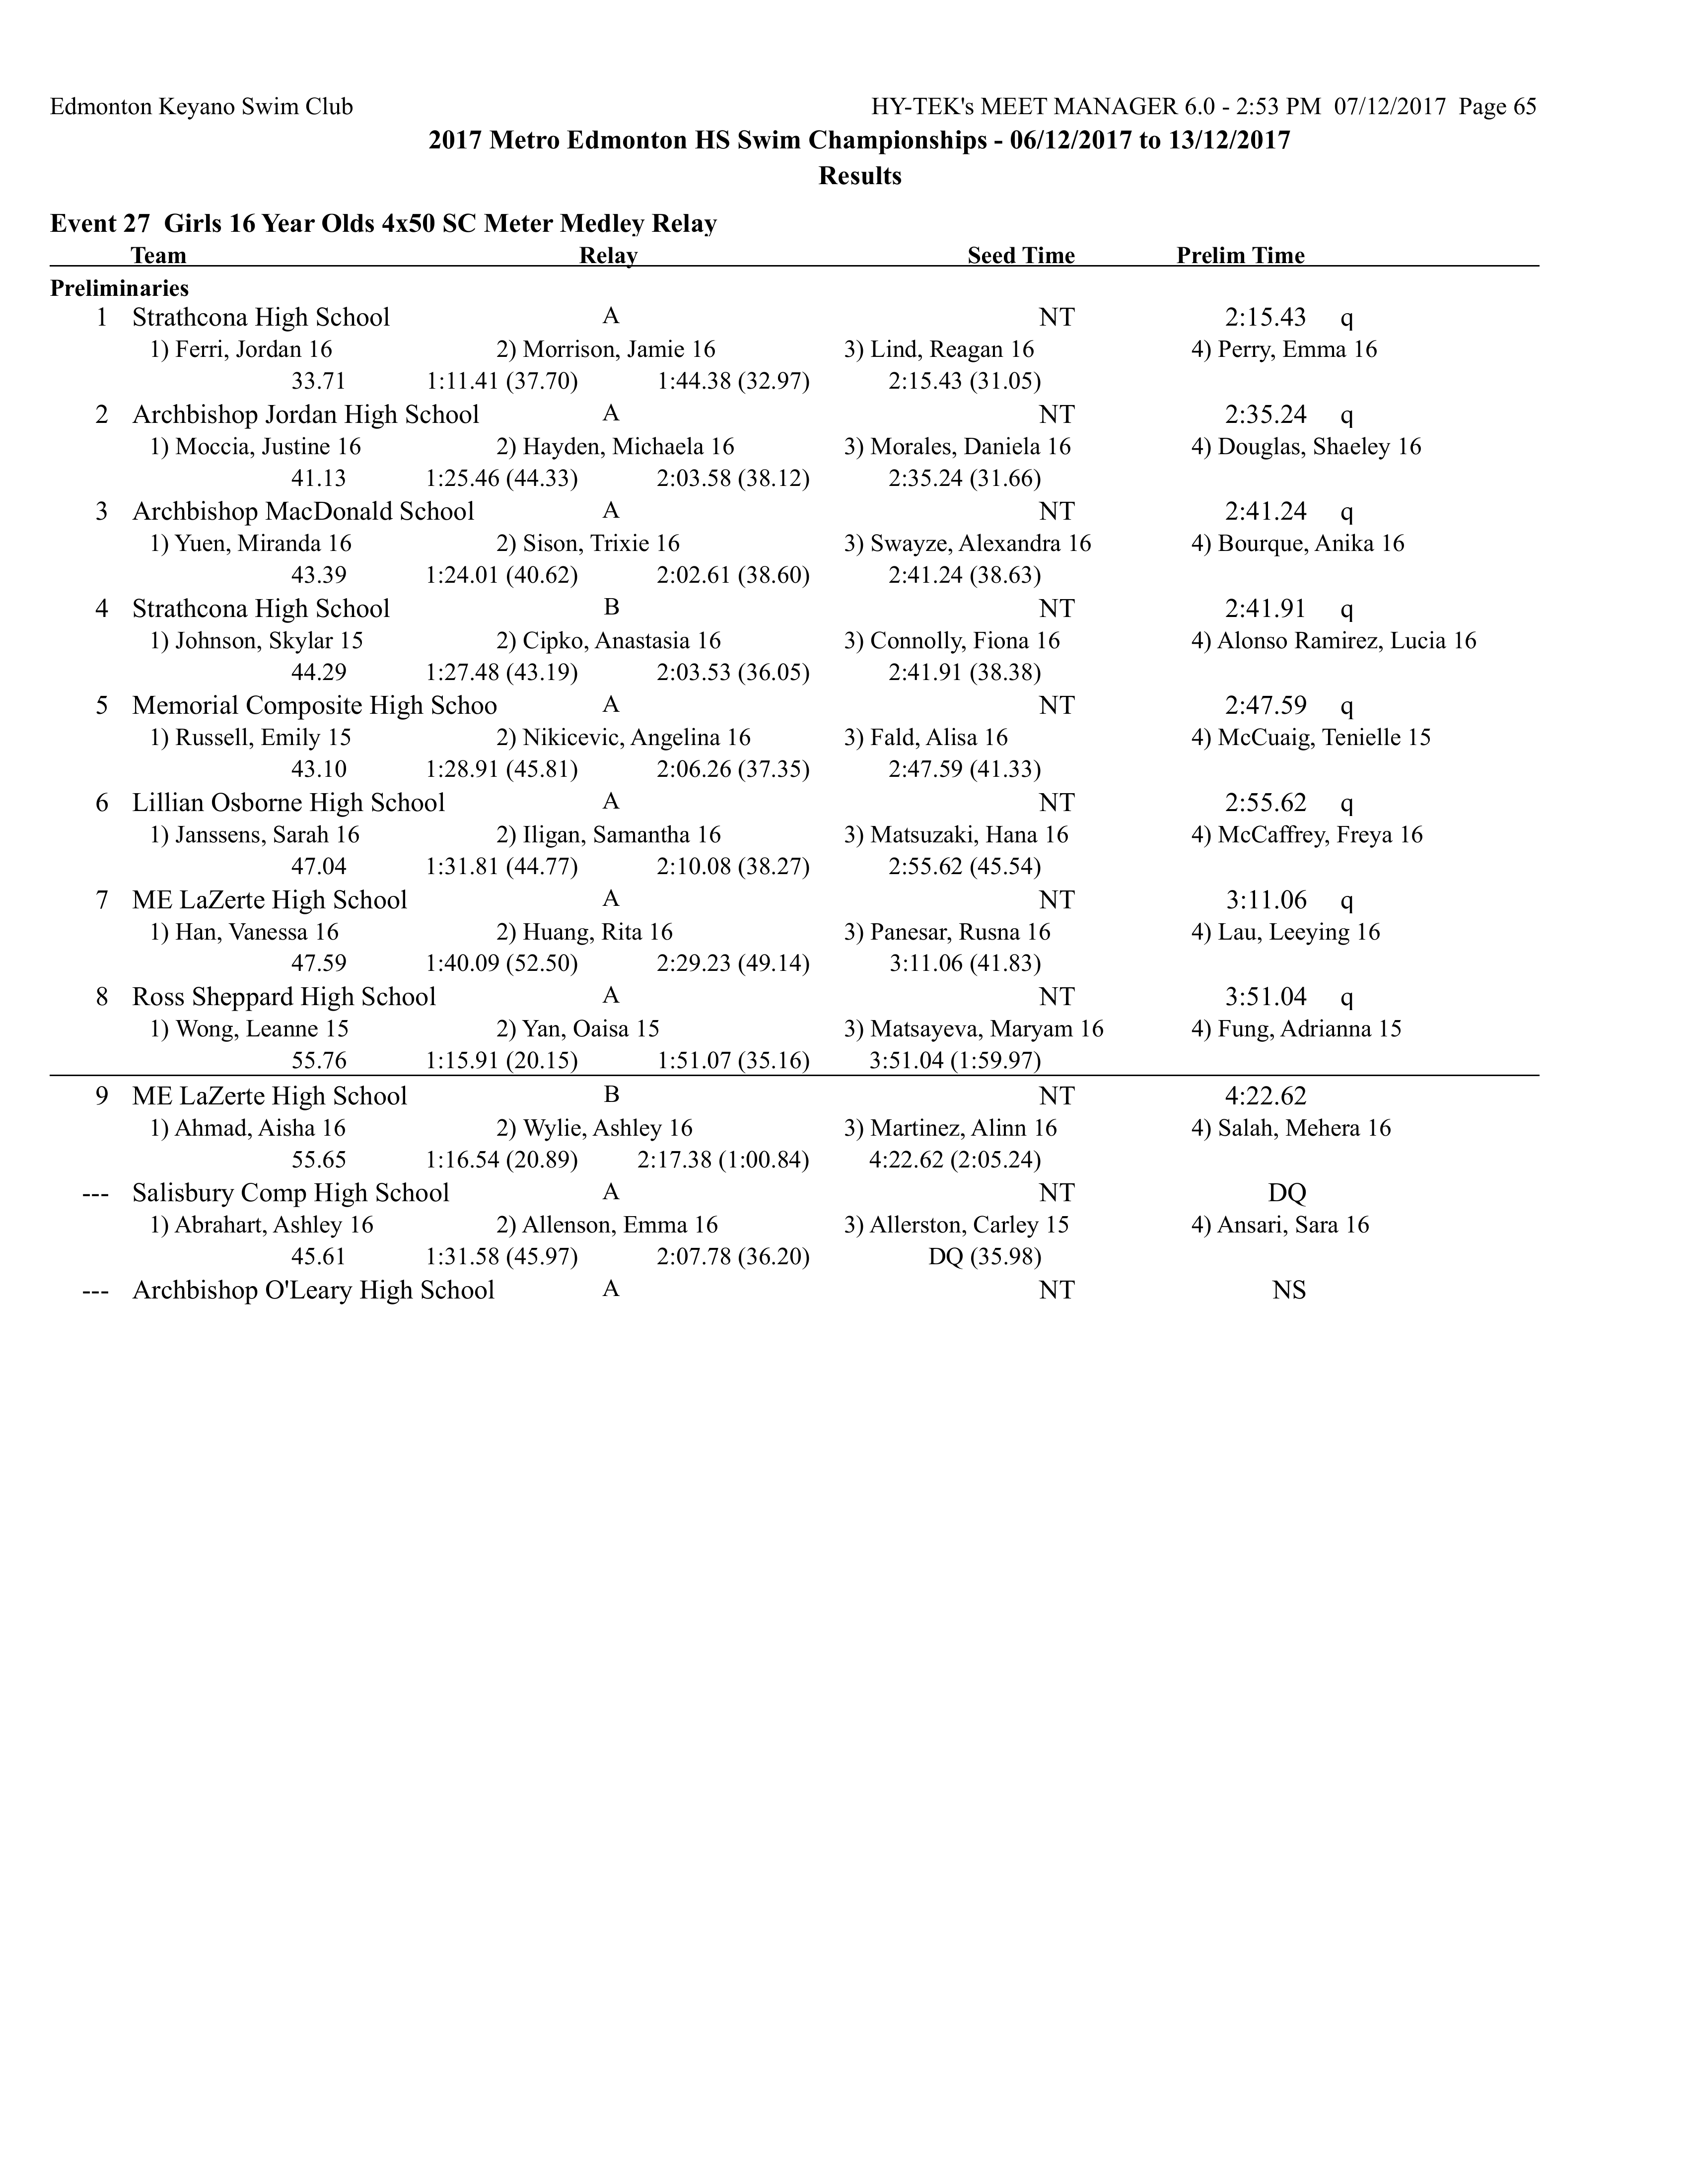 Edmonton Keyano Swim Club HY-TEK's MEET MANAGER 6.0 - 2:53 PM 07/12/2017 Page 65
2017 Metro Edmonton HS Swim Championships - 06/12/2017 to 13/12/2017
Results
Event 27 Girls 16 Year Olds 4x50 SC Meter Medley Relay
Team Relay Seed Time Prelim Time
Preliminaries
1 Strathcona High School A NT 2:15.43 q
1) Ferri, Jordan 16 2) Morrison, Jamie 16 3) Lind, Reagan 16 4) Perry, Emma 16
33.71 1:11.41 (37.70) 1:44.38 (32.97) 2:15.43 (31.05)
2 Archbishop Jordan High School A NT 2:35.24 q
1) Moccia, Justine 16 2) Hayden, Michaela 16 3) Morales, Daniela 16 4) Douglas, Shaeley 16
41.13 1:25.46 (44.33) 2:03.58 (38.12) 2:35.24 (31.66)
3 Archbishop MacDonald School A NT 2:41.24 q
1) Yuen, Miranda 16 2) Sison, Trixie 16 3) Swayze, Alexandra 16 4) Bourque, Anika 16
43.39 1:24.01 (40.62) 2:02.61 (38.60) 2:41.24 (38.63)
4 Strathcona High School B NT 2:41.91 q
1) Johnson, Skylar 15 2) Cipko, Anastasia 16 3) Connolly, Fiona 16 4) Alonso Ramirez, Lucia 16
44.29 1:27.48 (43.19) 2:03.53 (36.05) 2:41.91 (38.38)
5 Memorial Composite High Schoo A NT 2:47.59 q
1) Russell, Emily 15 2) Nikicevic, Angelina 16 3) Fald, Alisa 16 4) McCuaig, Tenielle 15
43.10 1:28.91 (45.81) 2:06.26 (37.35) 2:47.59 (41.33)
6 Lillian Osborne High School A NT 2:55.62 q
1) Janssens, Sarah 16 2) Iligan, Samantha 16 3) Matsuzaki, Hana 16 4) McCaffrey, Freya 16
47.04 1:31.81 (44.77) 2:10.08 (38.27) 2:55.62 (45.54)
7 ME LaZerte High School A NT 3:11.06 q
1) Han, Vanessa 16 2) Huang, Rita 16 3) Panesar, Rusna 16 4) Lau, Leeying 16
47.59 1:40.09 (52.50) 2:29.23 (49.14) 3:11.06 (41.83)
8 Ross Sheppard High School A NT 3:51.04 q
1) Wong, Leanne 15 2) Yan, Oaisa 15 3) Matsayeva, Maryam 16 4) Fung, Adrianna 15
55.76 1:15.91 (20.15) 1:51.07 (35.16) 3:51.04 (1:59.97)
9 ME LaZerte High School B NT 4:22.62
1) Ahmad, Aisha 16 2) Wylie, Ashley 16 3) Martinez, Alinn 16 4) Salah, Mehera 16
55.65 1:16.54 (20.89) 2:17.38 (1:00.84) 4:22.62 (2:05.24)
--- Salisbury Comp High School A NT DQ
1) Abrahart, Ashley 16 2) Allenson, Emma 16 3) Allerston, Carley 15 4) Ansari, Sara 16
45.61 1:31.58 (45.97) 2:07.78 (36.20) DQ (35.98)
--- Archbishop O'Leary High School A NT NS